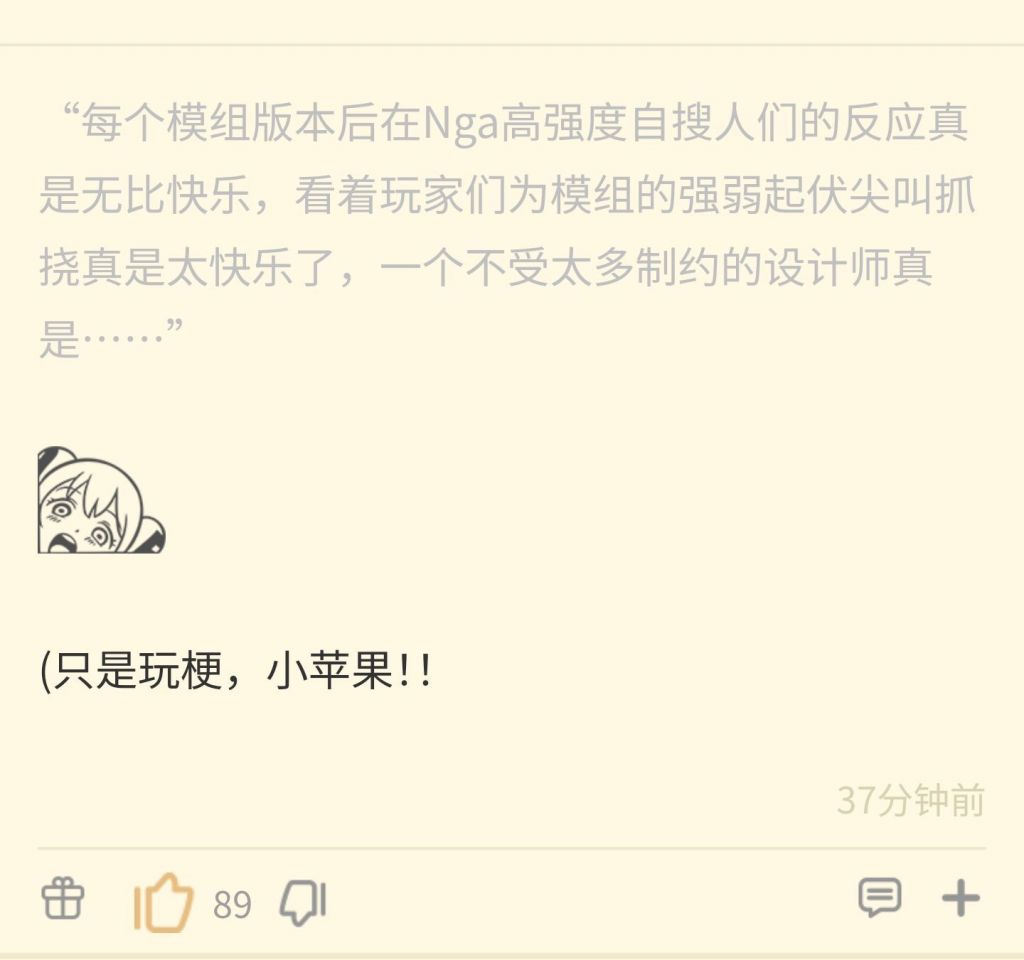 “每个模组版本后在Nga高强度自搜人们的反应真
是无比快乐，看着玩家们为模组的强弱起伏尖叫抓
挠真是太快乐了，一个不受太多制约的设计师真
是……”
(只是玩梗，小苹果！！
37分钟前
89